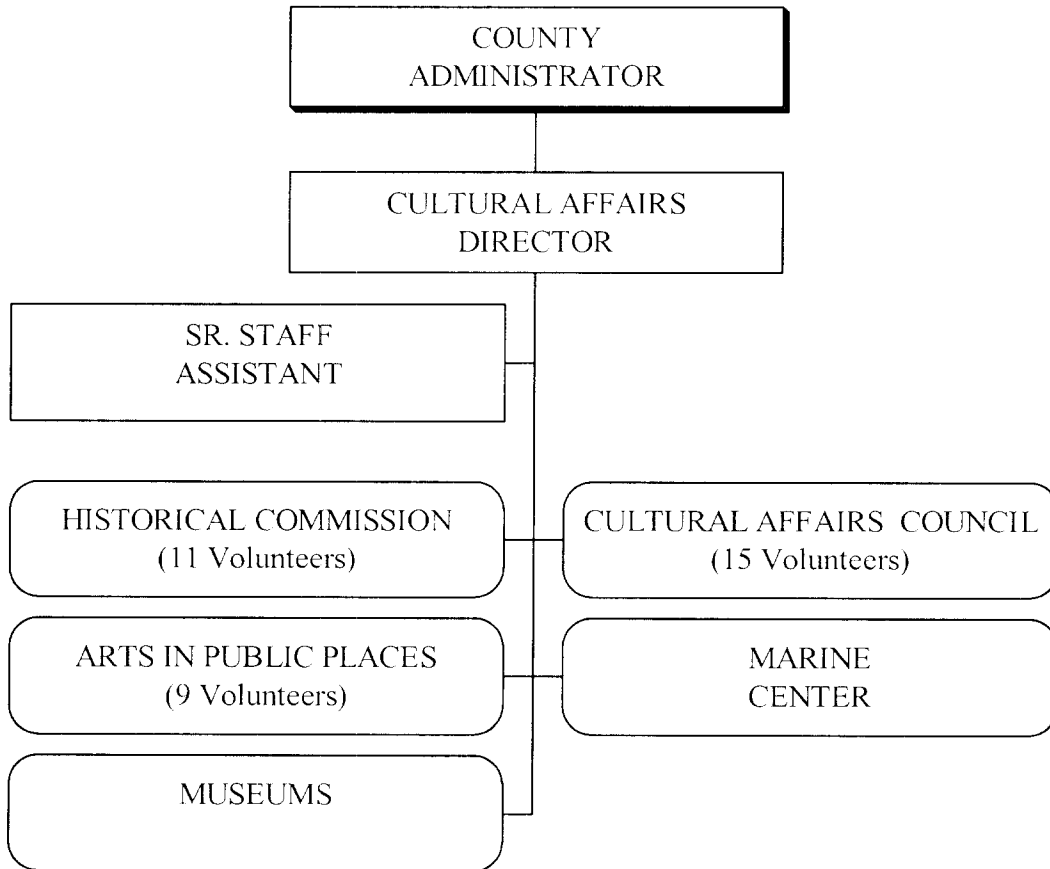 COUNTY
ADMINISTRATOR
CULTURAL AFFAIRS
DIRECTOR
SR. STAFF
ASSISTANT
HISTORICAL COMMISSION
(11 Volunteers)
CULTURAL AFFAIRS COUNCIL
(15 Volunteers)
ARTS IN PUBLIC PLACES
(9 Volunteers)
MARINE
CENTER
MUSEUMS